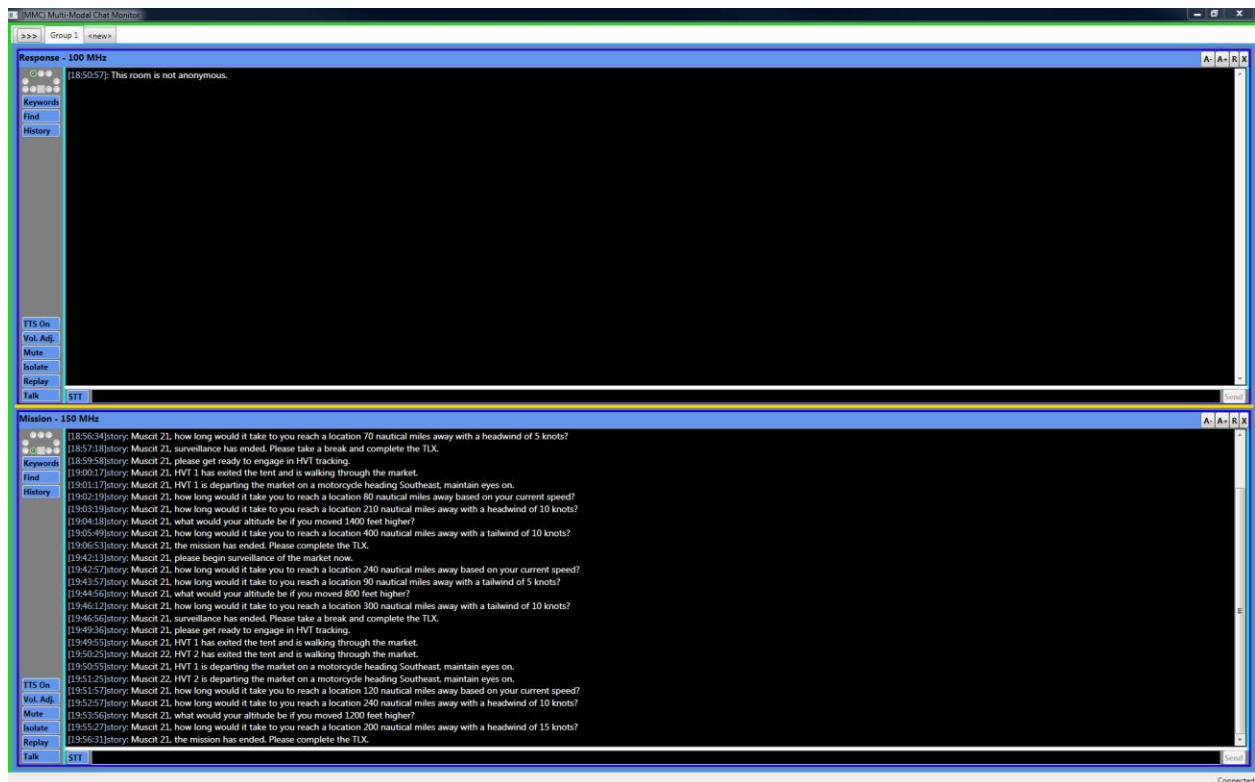 (MMC) Multi-Modal Chat Monitor
>>> Group 1 <new>
Response - 100 MHz A- A+ R X
[18:50:57]: This room is not anonymous.
Keywords
Find
History
TTS On
Vol. Adj.
Mute
Isolate
Replay
Talk STT Send
Mission - 150 MHz A- A+ R X
[18:56:34]story: Muscit 21, how long would it take to you reach a location 70 nautical miles away with a headwind of 5 knots?
[18:57:18]story: Muscit 21, surveillance has ended. Please take a break and complete the TLX.
[18:59:58]story: Muscit 21, please get ready to engage in HVT tracking.
[19:00:17]story: Muscit 21, HVT 1 has exited the tent and is walking through the market.
[19:01:17]story: Muscit 21, HVT 1 is departing the market on a motorcycle heading Southeast, maintain eyes on.
[19:02:19]story: Muscit 21, how long would it take to you reach a location 80 nautical miles away based on your current speed?
[19:03:19]story: Muscit 21, how long would it take to you reach a location 210 nautical miles away with a headwind of 10 knots?
[19:04:18]story: Muscit 21, what would your altitude be if you moved 1400 feet higher?
[19:05:49]story: Muscit 21, how long would it take to you reach a location 400 nautical miles away with a tailwind of 10 knots?
[19:06:53]story: Muscit 21, the mission has ended. Please complete the TLX.
[19:42:13]story: Muscit 21, please begin surveillance of the market now.
[19:42:57]story: Muscit 21, how long would it take to you reach a location 240 nautical miles away based on your current speed?
[19:43:57]story: Muscit 21, how long would it take to you reach a location 90 nautical miles away with a tailwind of 5 knots?
[19:44:56]story: Muscit 21, what would your altitude be if you moved 800 feet higher?
[19:46:12]story: Muscit 21, how long would it take to you reach a location 300 nautical miles away with a tailwind of 10 knots?
[19:46:56]story: Muscit 21, surveillance has ended. Please take a break and complete the TLX.
[19:49:36]story: Muscit 21, please get ready to engage in HVT tracking.
[19:49:55]story: Muscit 21, HVT 1 has exited the tent and is walking through the market.
[19:50:25]story: Muscit 22, HVT 2 has exited the tent and is walking through the market.
[19:50:55]story: Muscit 21, HVT 1 is departing the market on a motorcycle heading Southeast, maintain eyes on.
[19:51:25]story: Muscit 22, HVT 2 is departing the market on a motorcycle heading Southeast, maintain eyes on.
[19:51:57]story: Muscit 21, how long would it take to you reach a location 120 nautical miles away based on your current speed?
[19:52:57]story: Muscit 21, how long would it take to you reach a location 240 nautical miles away with a headwind of 10 knots?
[19:53:56]story: Muscit 21, what would your altitude be if you moved 1200 feet higher?
[19:55:27]story: Muscit 21, how long would it take to you reach a location 200 nautical miles away with a headwind of 15 knots?
[19:56:31]story: Muscit 21, the mission has ended. Please complete the TLX.
Keywords
Find
History
TTS On
Vol. Adj.
Mute
Isolate
Replay
Talk STT Send
Connected